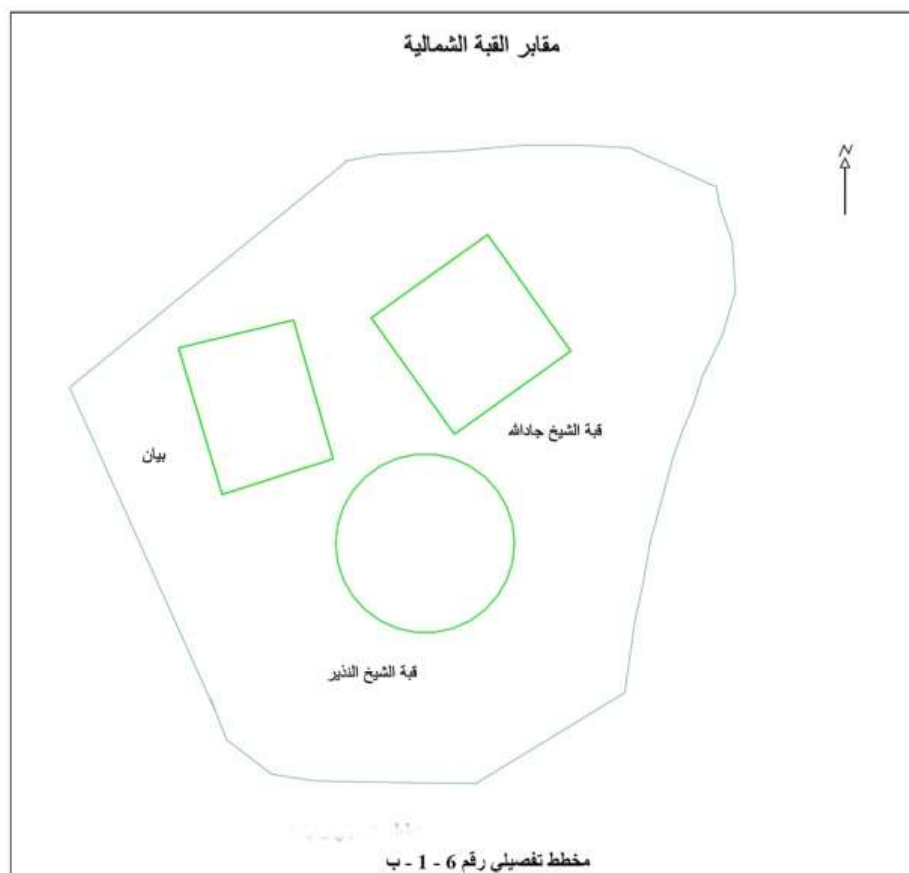 مقابر القبة الشمالية
N
قبة الشيخ جادالله
بيان
قبة الشيخ النذير
مخطط تفصيلي رقم 6 - 1 - ب